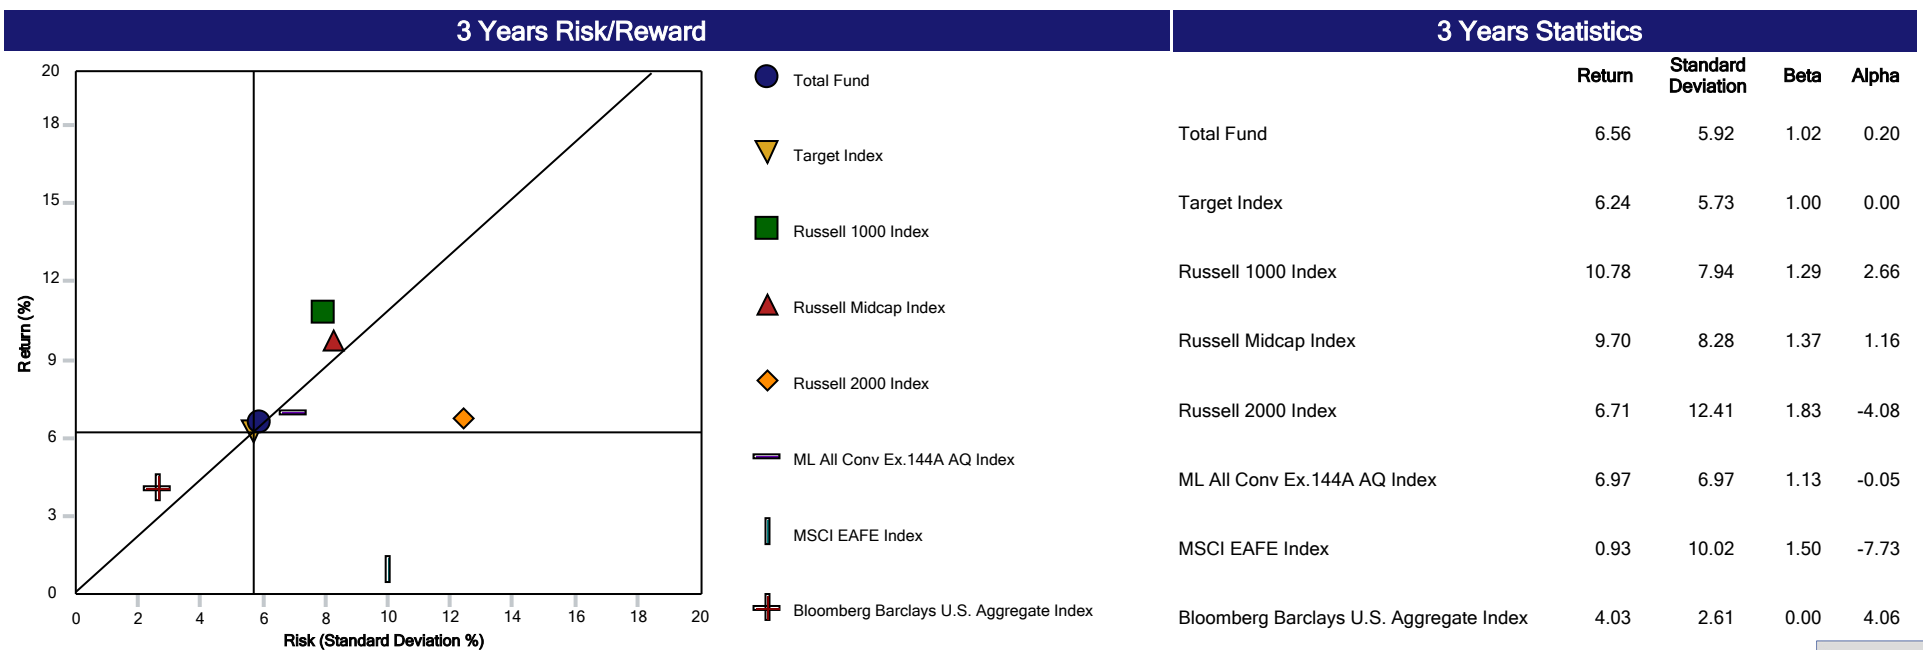 3 Years Risk/Reward
3 Years Statistics
20
18
15
12
9
6
3
0
Return (%)
0 2 4 6 8 10 12 14 16 18 20
Risk (Standard Deviation %)
Total Fund
Target Index
Russell 1000 Index
Russell Midcap Index
Russell 2000 Index
ML All Conv Ex.144A AQ Index
MSCI EAFE Index
Bloomberg Barclays U.S. Aggregate Index
Return Standard Deviation Beta Alpha
Total Fund 6.56 5.92 1.02 0.20
Target Index 6.24 5.73 1.00 0.00
Russell 1000 Index 10.78 7.94 1.29 2.66
Russell Midcap Index 9.70 8.28 1.37 1.16
Russell 2000 Index 6.71 12.41 1.83 -4.08
ML All Conv Ex.144A AQ Index 6.97 6.97 1.13 -0.05
MSCI EAFE Index 0.93 10.02 1.50 -7.73
Bloomberg Barclays U.S. Aggregate Index 4.03 2.61 0.00 4.06